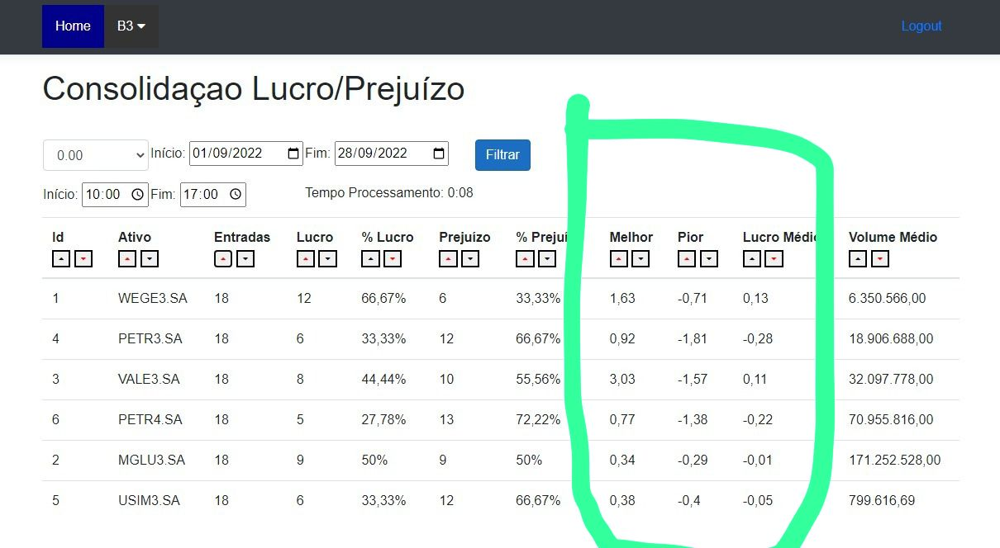 Home B3 Logout
Consolidaçao Lucro/Prejuízo
0.00 Início: 01/09/2022 Fim: 28/09/2022 Filtrar
Início: 10:00 Fim: 17:00 Tempo Processamento: 0:08
Id Ativo Entradas Lucro % Lucro Prejuízo % Melhor Pior Lucro Volume Médio
1 WEGE3.SA 18 12 66,67% 6 33,33% 1,63 -0,71 0,13 6.350.566,00
4 PETR3.SA 18 6 33,33% 12 66,67% 0,92 -1,81 -0,28 18.906.688,00
3 VALE3.SA 18 8 44,44% 10 55,56% 3,03 -1,57 0,11 32.097.778,00
6 PETR4.SA 18 5 27,78% 13 72,22% 0,77 -1,38 -0,22 70.955.816,00
2 MGLU3.SA 18 9 50% 9 50% 0,34 -0,29 -0,01 171.252.528,00
5 USIM3.SA 18 6 33,33% 12 66,67% 0,38 -0,4 -0,05 799.616,69